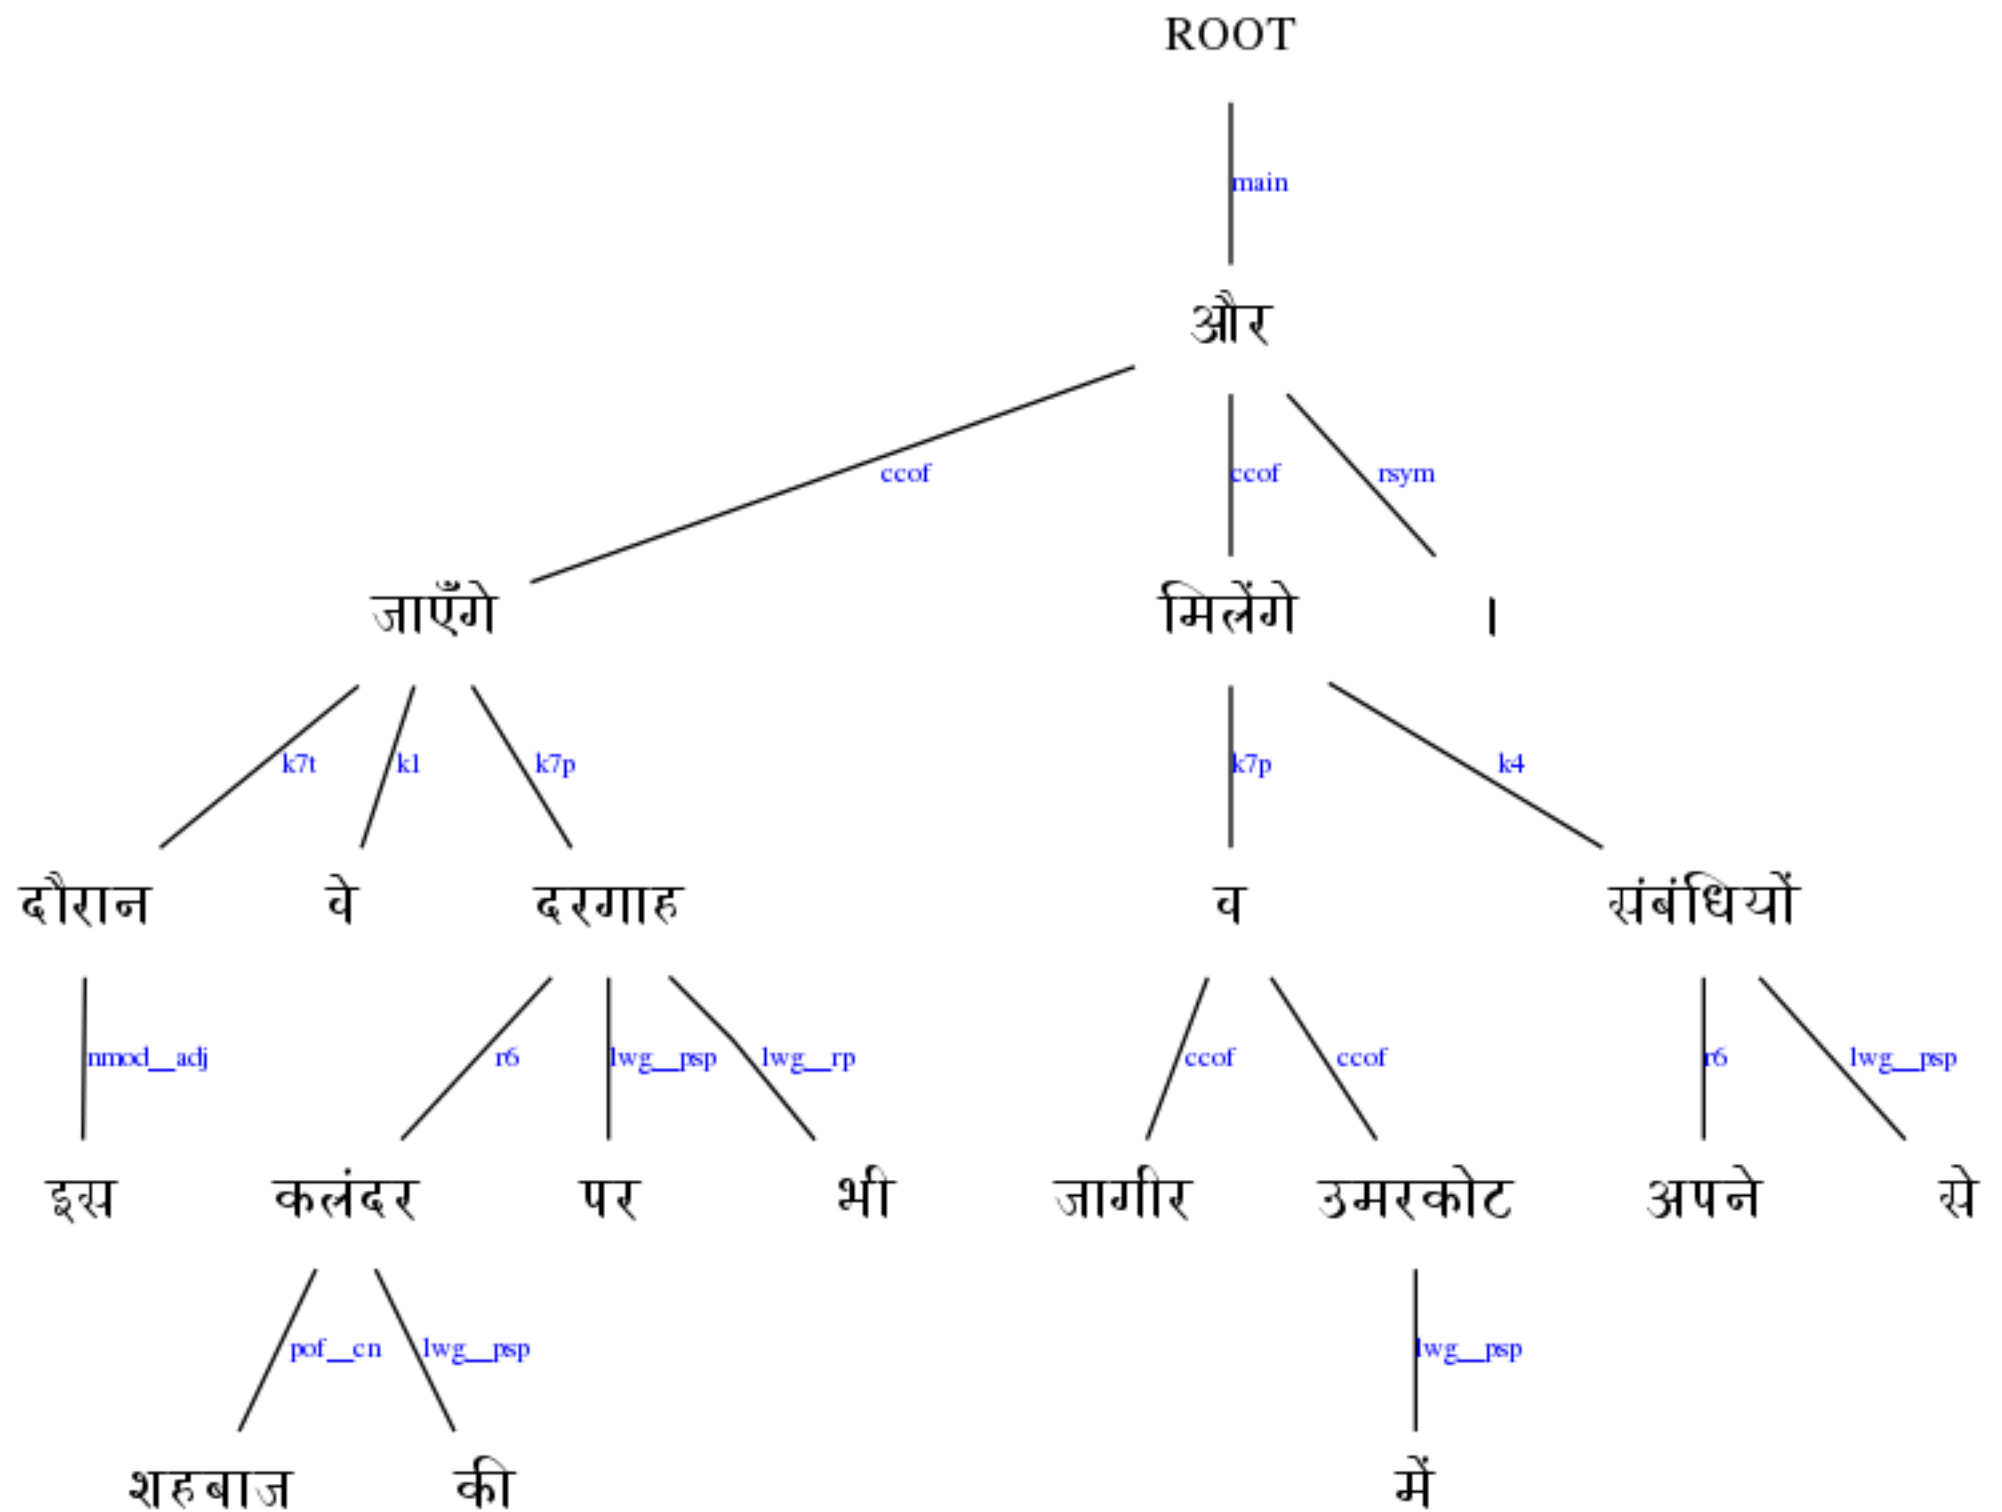 ROOT
main
और
ccof ccof rsym
जाएँगे मिलेंगे ।
k7t k1 k7p k7p k4
दौरान वे दरगाह व संबंधियों
nmod__adj r6 lwg__psp lwg__rp ccof ccof r6 lwg__psp
इस कलंदर पर भी जागीर उमरकोट अपने से
pof__cn lwg__psp lwg__psp
शहबाज की में